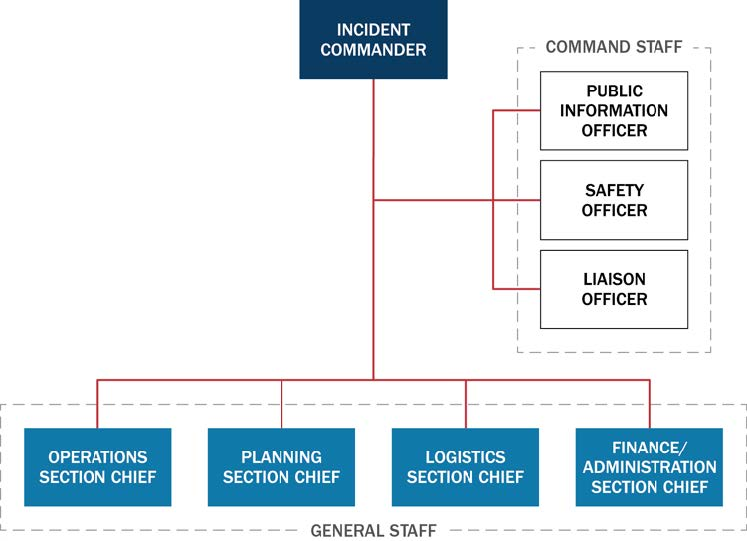 INCIDENT
COMMANDER
COMMAND STAFF
PUBLIC
INFORMATION
OFFICER
SAFETY
OFFICER
LIAISON
OFFICER
OPERATIONS
SECTION CHIEF
PLANNING
SECTION CHIEF
LOGISTICS
SECTION CHIEF
FINANCE/
ADMINISTRATION
SECTION CHIEF
GENERAL STAFF